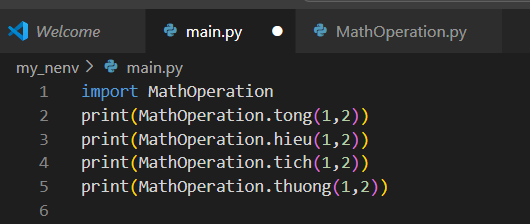 Welcome main.py MathOperation.py
my_nenv > main.py
1 import MathOperation
2 print(MathOperation.tong(1,2))
3 print(MathOperation.hieu(1,2))
4 print(MathOperation.tich(1,2))
5 print(MathOperation.thuong(1,2))
6